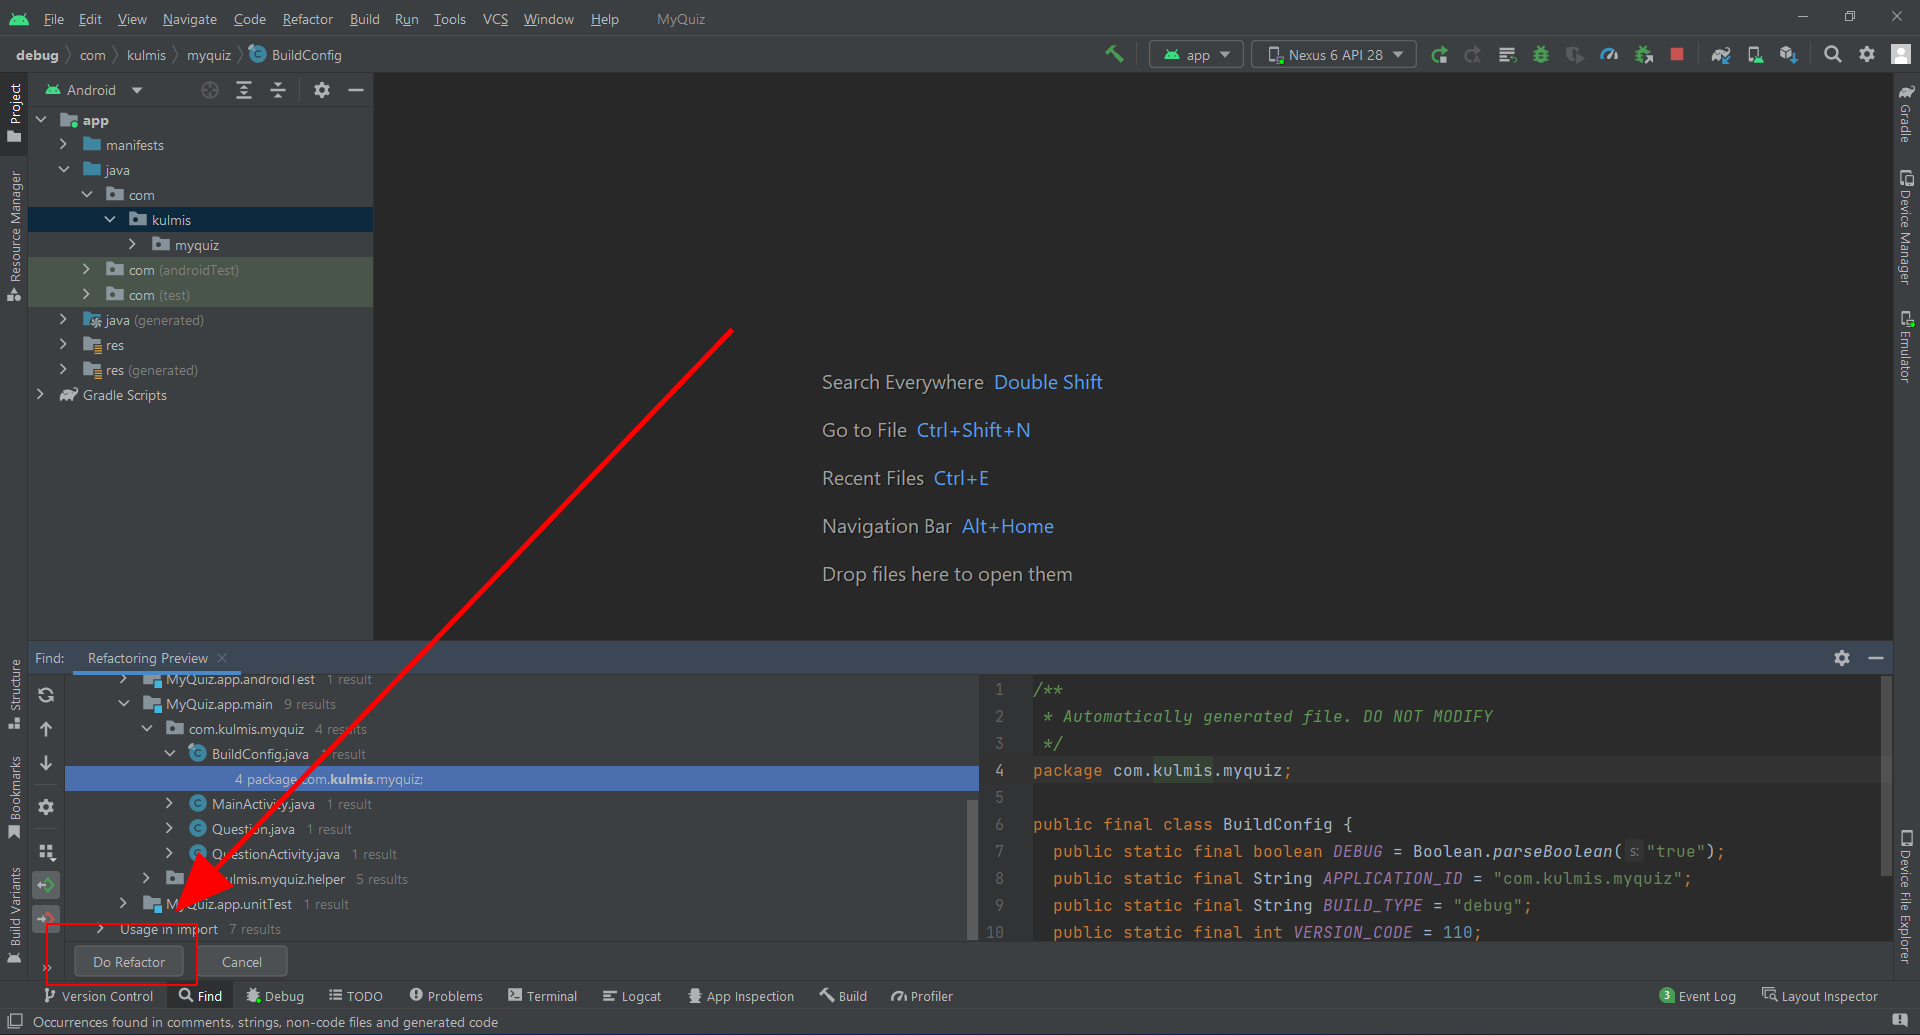 File Edit View Navigate Code Refactor Build Run Tools VCS Window Help MyQuiz
debug com kulmis myquiz BuildConfig app Nexus 6 API 28
Project
Android
app
manifests
java
com
kulmis
myquiz
com (androidTest)
com (test)
java (generated)
res
res (generated)
Gradle Scripts
Resource Manager
Structure
Bookmarks
Build Variants
Gradle
Device Manager
Emulator
Device File Explorer
Search Everywhere Double Shift
Go to File Ctrl+Shift+N
Recent Files Ctrl+E
Navigation Bar Alt+Home
Drop files here to open them
Find: Refactoring Preview
MyQuiz.app.androidTest 1 result
MyQuiz.app.main 9 results
com.kulmis.myquiz 4 results
BuildConfig.java 1 result
4 package com.kulmis.myquiz;
MainActivity.java 1 result
Question.java 1 result
QuestionActivity.java 1 result
kulmis.myquiz.helper 5 results
MyQuiz.app.unitTest 1 result
Usage in import 7 results
Do Refactor Cancel
1 /**
2 * Automatically generated file. DO NOT MODIFY
3 */
4 package com.kulmis.myquiz;
5
6 public final class BuildConfig {
7 public static final boolean DEBUG = Boolean.parseBoolean( s: "true");
8 public static final String APPLICATION_ID = "com.kulmis.myquiz";
9 public static final String BUILD_TYPE = "debug";
10 public static final int VERSION_CODE = 110;
Version Control Find Debug TODO Problems Terminal Logcat App Inspection Build Profiler 3 Event Log Layout Inspector
Occurrences found in comments, strings, non-code files and generated code